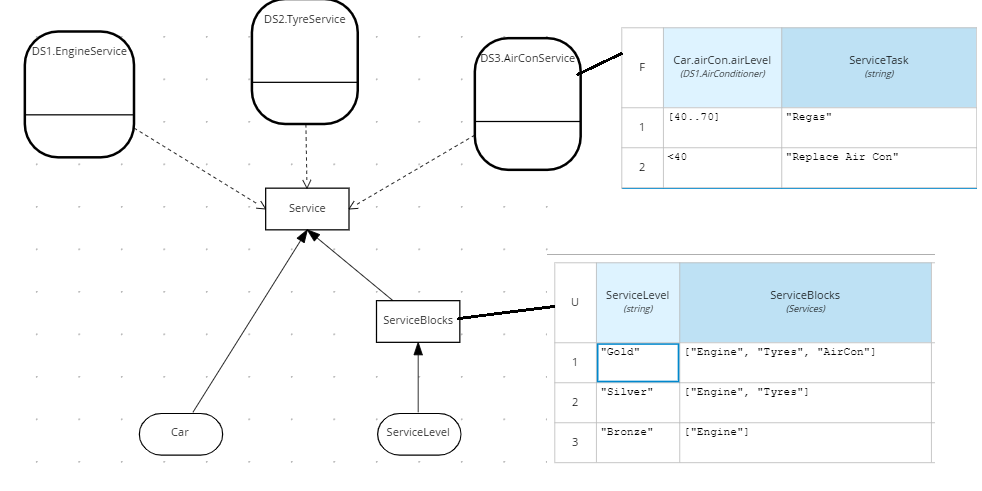 DS2.TyreService
DS1.EngineService
DS3.AirConService
F
Car.airCon.airLevel
(DS1.AirConditioner)
ServiceTask
(string)
1
[40..70]
"Regas"
2
<40
"Replace Air Con"
Service
ServiceBlocks
U
ServiceLevel
(string)
ServiceBlocks
(Services)
1
"Gold"
["Engine", "Tyres", "AirCon"]
2
"Silver"
["Engine", "Tyres"]
3
"Bronze"
["Engine"]
Car
ServiceLevel